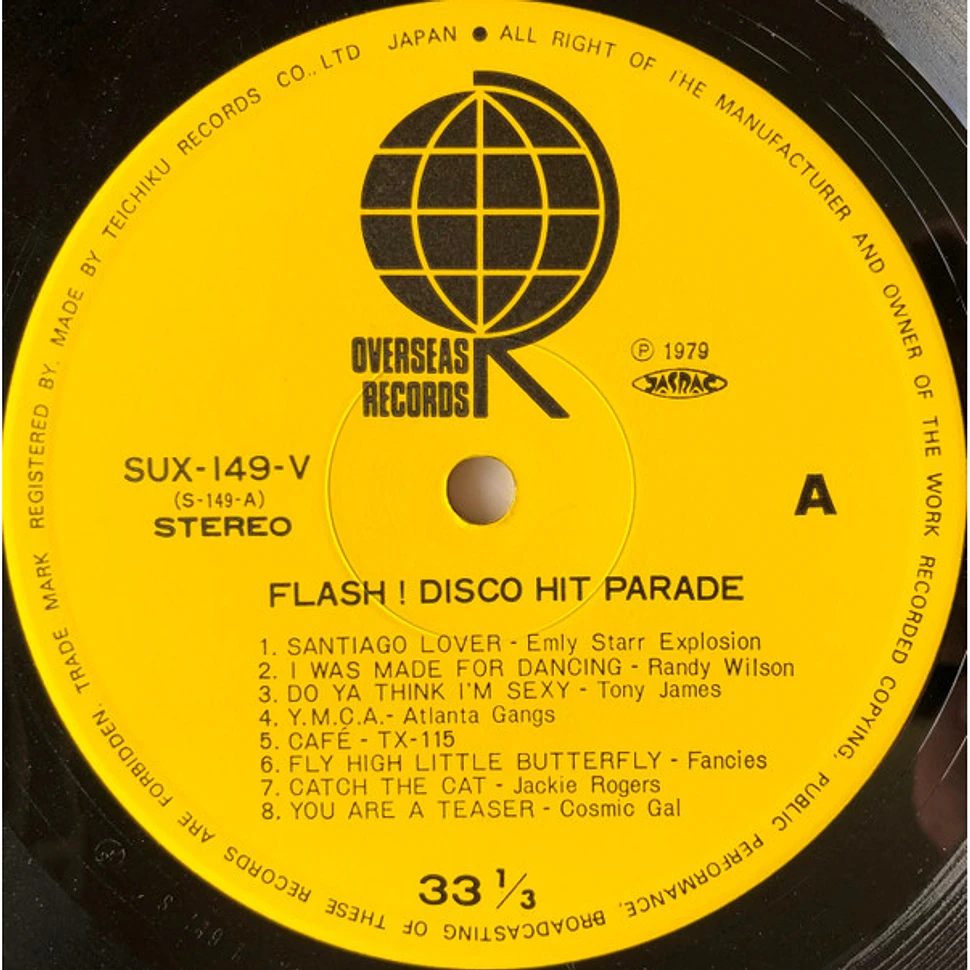 TRADE MARK REGISTERED BY. MADE BY TEICHIKU RECORDS CO.,LTD JAPAN ● ALL RIGHT OF THE MANUFACTURER AND OWNER OF THE WORK RECORDED COPYING, PUBLIC PERFORMANCE, BROADCASTING OF THESE RECORDS ARE FORBIDDEN.
R
OVERSEAS
RECORDS
Ⓟ 1979
JASRAC
SUX-149-V
(S-149-A)
STEREO
A
FLASH ! DISCO HIT PARADE
1. SANTIAGO LOVER - Emly Starr Explosion
2. I WAS MADE FOR DANCING - Randy Wilson
3. DO YA THINK I'M SEXY - Tony James
4. Y.M.C.A.- Atlanta Gangs
5. CAFÉ - TX-115
6. FLY HIGH LITTLE BUTTERFLY - Fancies
7. CATCH THE CAT - Jackie Rogers
8. YOU ARE A TEASER - Cosmic Gal
33 1/3